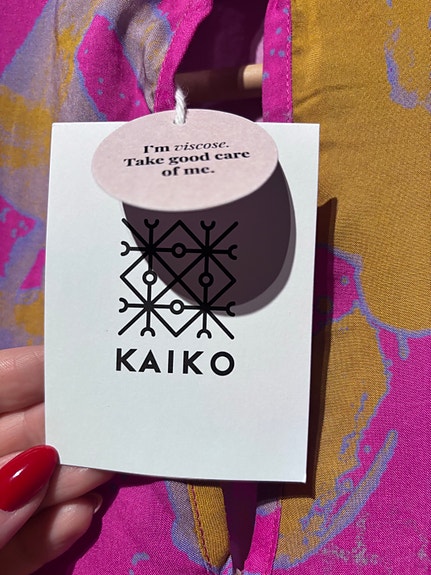 I'm viscose.
Take good care
of me.
KAIKO